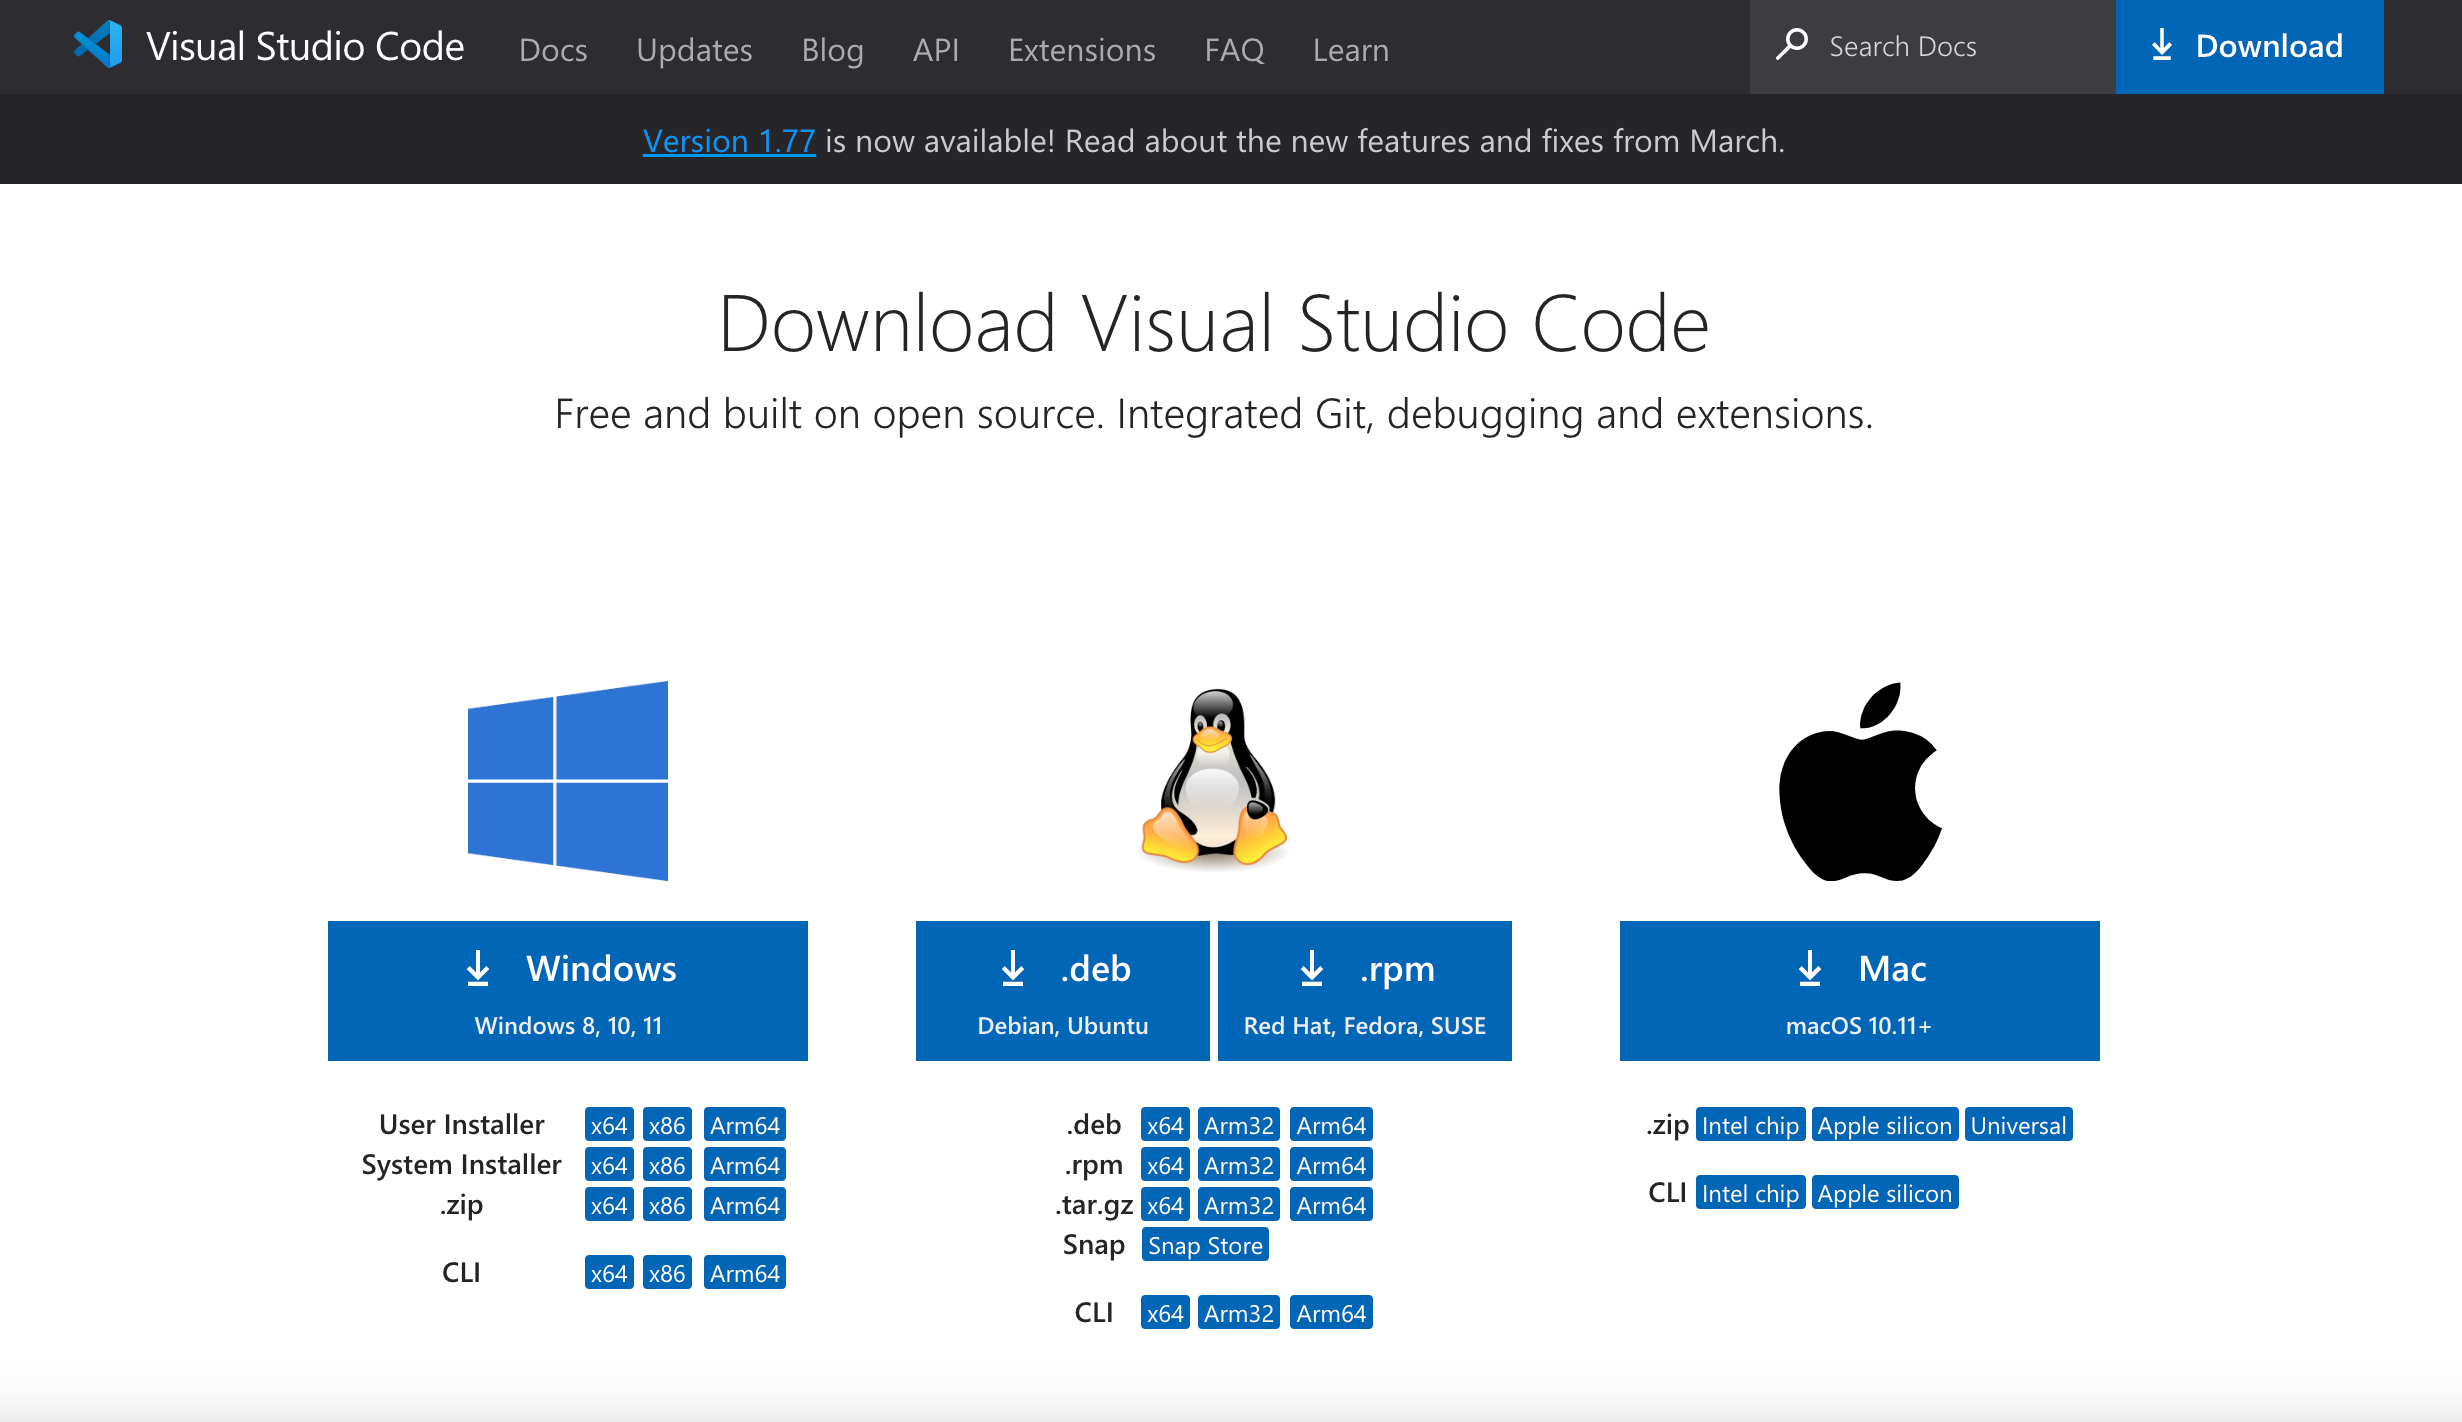 Visual Studio Code Docs Updates Blog API Extensions FAQ Learn Search Docs Download
Version 1.77 is now available! Read about the new features and fixes from March.
Download Visual Studio Code
Free and built on open source. Integrated Git, debugging and extensions.
Windows
Windows 8, 10, 11
User Installer x64 x86 Arm64
System Installer x64 x86 Arm64
.zip x64 x86 Arm64
CLI x64 x86 Arm64
.deb
Debian, Ubuntu
.rpm
Red Hat, Fedora, SUSE
.deb x64 Arm32 Arm64
.rpm x64 Arm32 Arm64
.tar.gz x64 Arm32 Arm64
Snap Snap Store
CLI x64 Arm32 Arm64
Mac
macOS 10.11+
.zip Intel chip Apple silicon Universal
CLI Intel chip Apple silicon